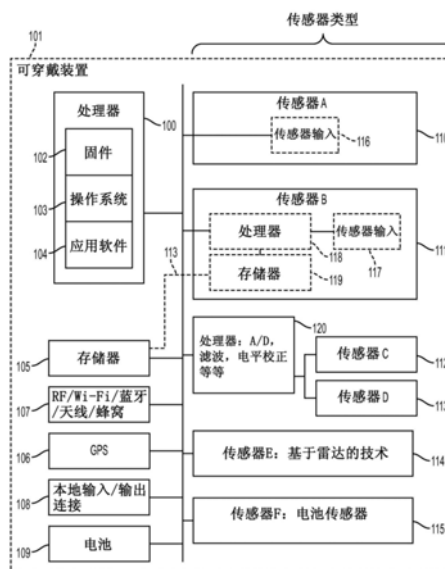 传感器类型
101
可穿戴装置
处理器
100
102
固件
103
操作系统
104
应用软件
传感器A
传感器输入
116
110
传感器B
处理器
118
传感器输入
117
存储器
119
111
113
105
存储器
处理器：A/D，
滤波，电平校正
等等
120
传感器C
112
传感器D
113
107
RF/Wi-Fi/蓝牙
/天线/蜂窝
106
GPS
传感器E：基于雷达的技术
114
108
本地输入/输出
连接
传感器F：电池传感器
115
109
电池